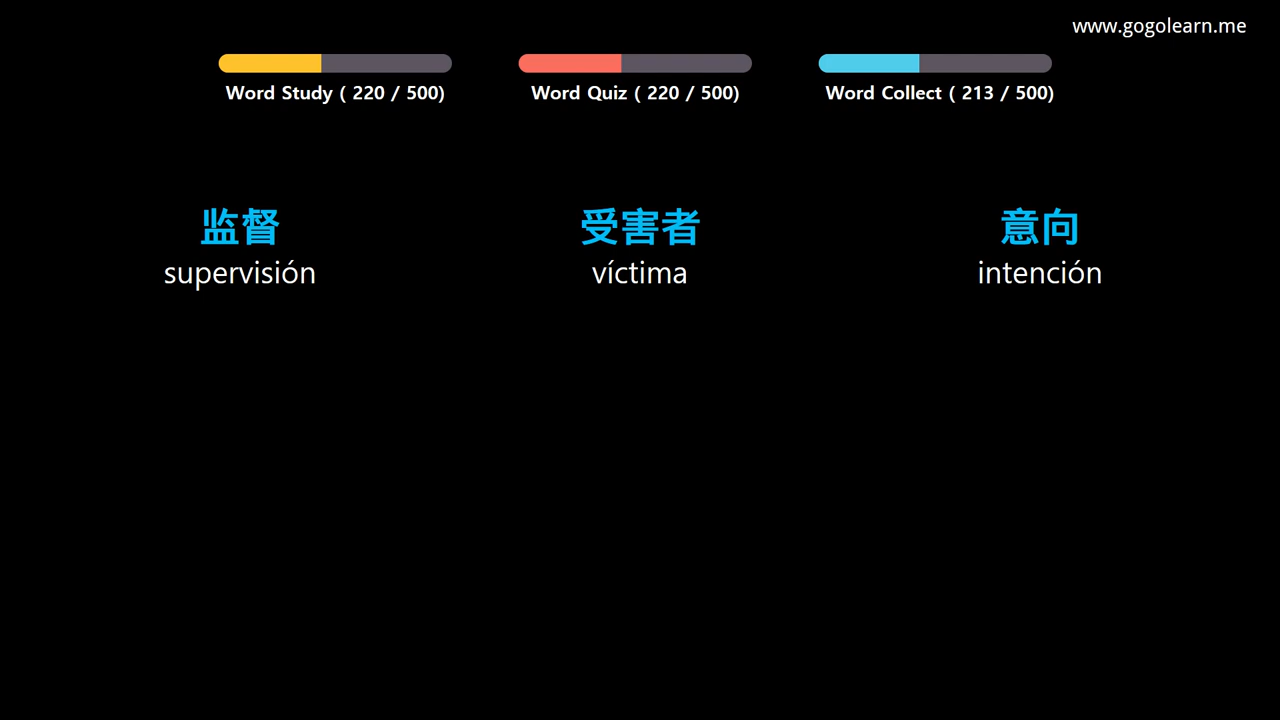 www.gogolearn.me
Word Study ( 220 / 500)
Word Quiz ( 220 / 500)
Word Collect ( 213 / 500)
监督
supervisión
受害者
víctima
意向
intención